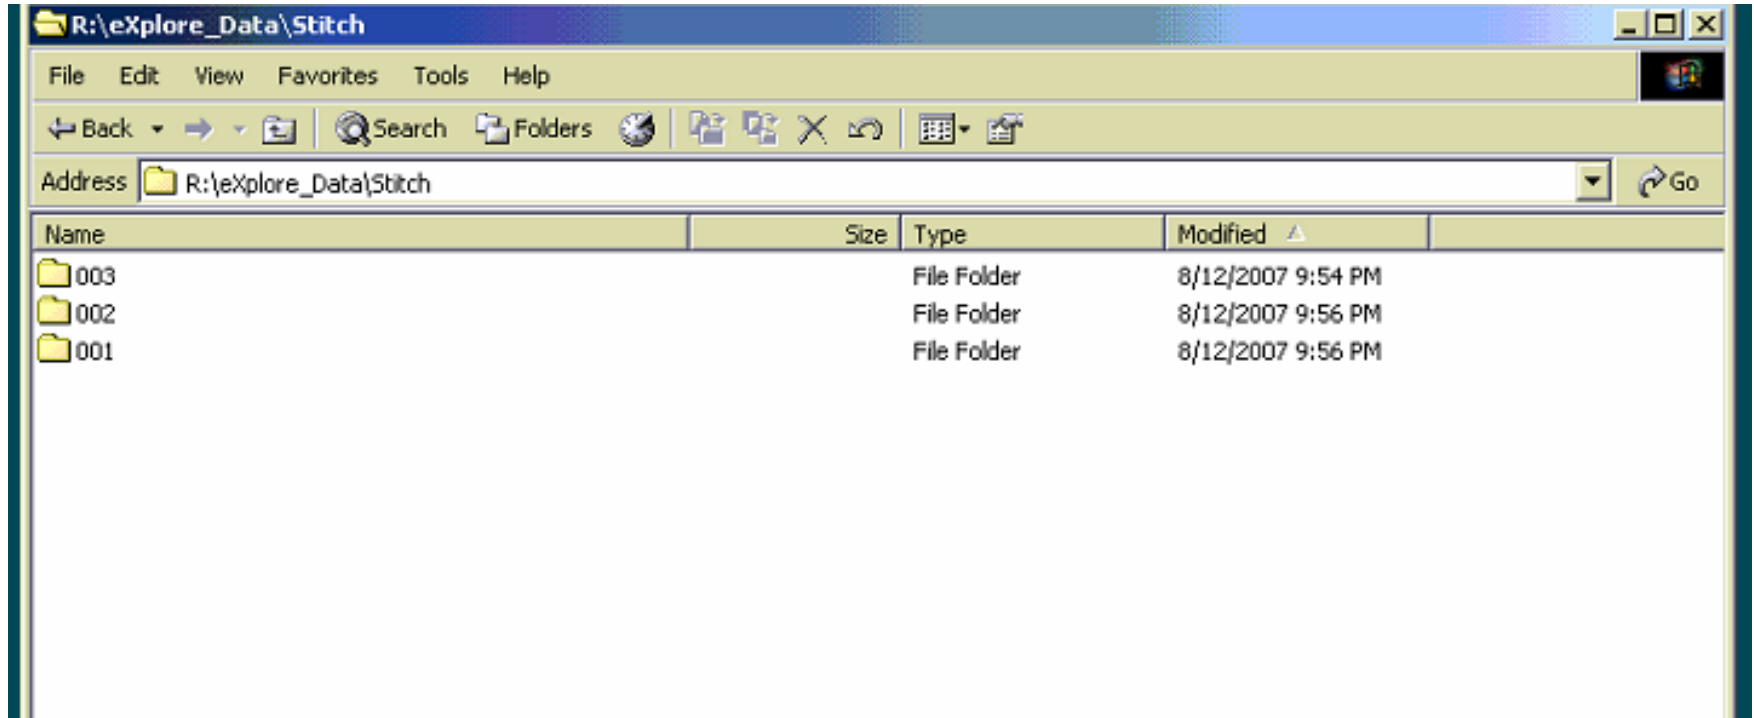 R:\eXplore_Data\Stitch
File Edit View Favorites Tools Help
Back Search Folders
Address R:\eXplore_Data\Stitch Go
Name Size Type Modified
003 File Folder 8/12/2007 9:54 PM
002 File Folder 8/12/2007 9:56 PM
001 File Folder 8/12/2007 9:56 PM